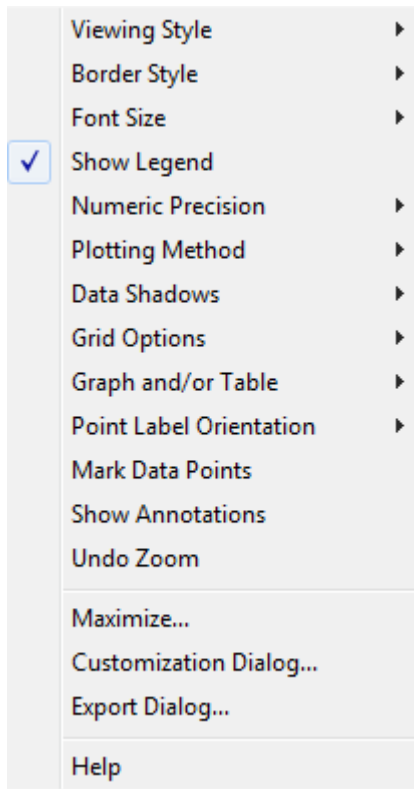 Viewing Style
Border Style
Font Size
Show Legend
Numeric Precision
Plotting Method
Data Shadows
Grid Options
Graph and/or Table
Point Label Orientation
Mark Data Points
Show Annotations
Undo Zoom
Maximize...
Customization Dialog...
Export Dialog...
Help